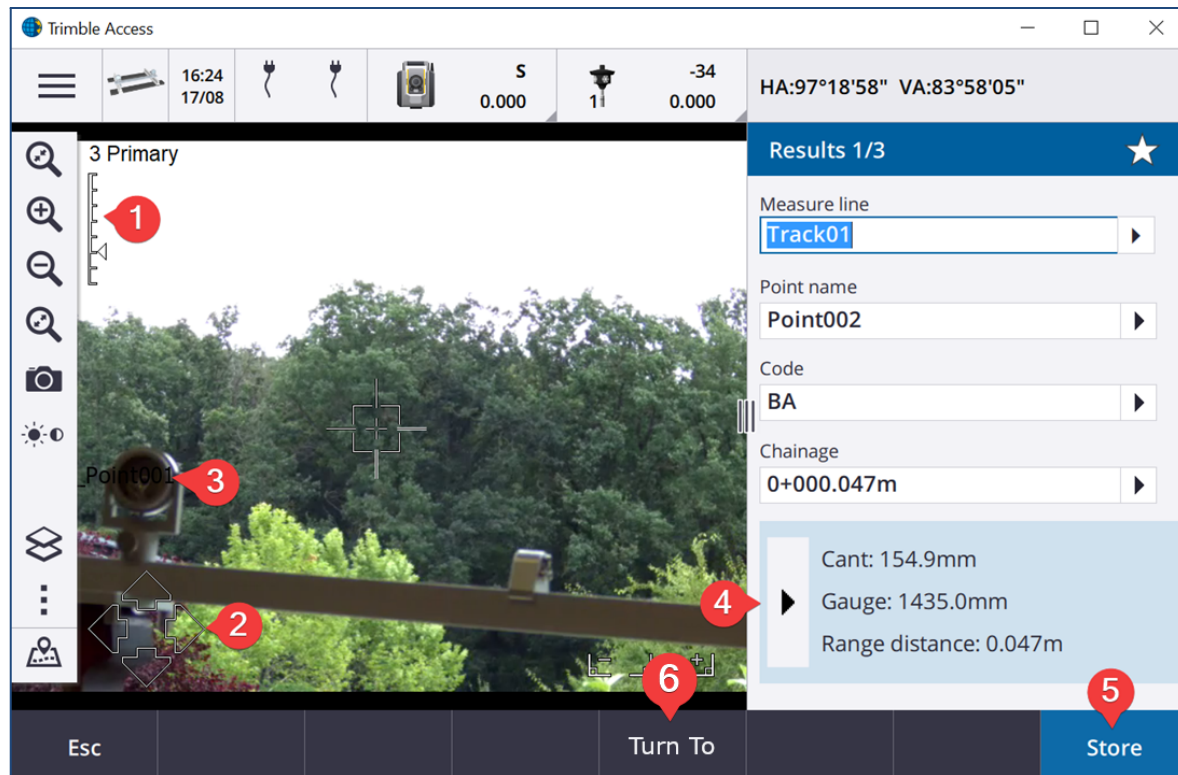 Trimble Access
16:24
17/08
S
0.000
1
-34
0.000
HA:97°18'58" VA:83°58'05"
3 Primary
1
Point001
3
2
Results 1/3
Measure line
Track01
Point name
Point002
Code
BA
Chainage
0+000.047m
4
Cant: 154.9mm
Gauge: 1435.0mm
Range distance: 0.047m
6
5
Esc
Turn To
Store